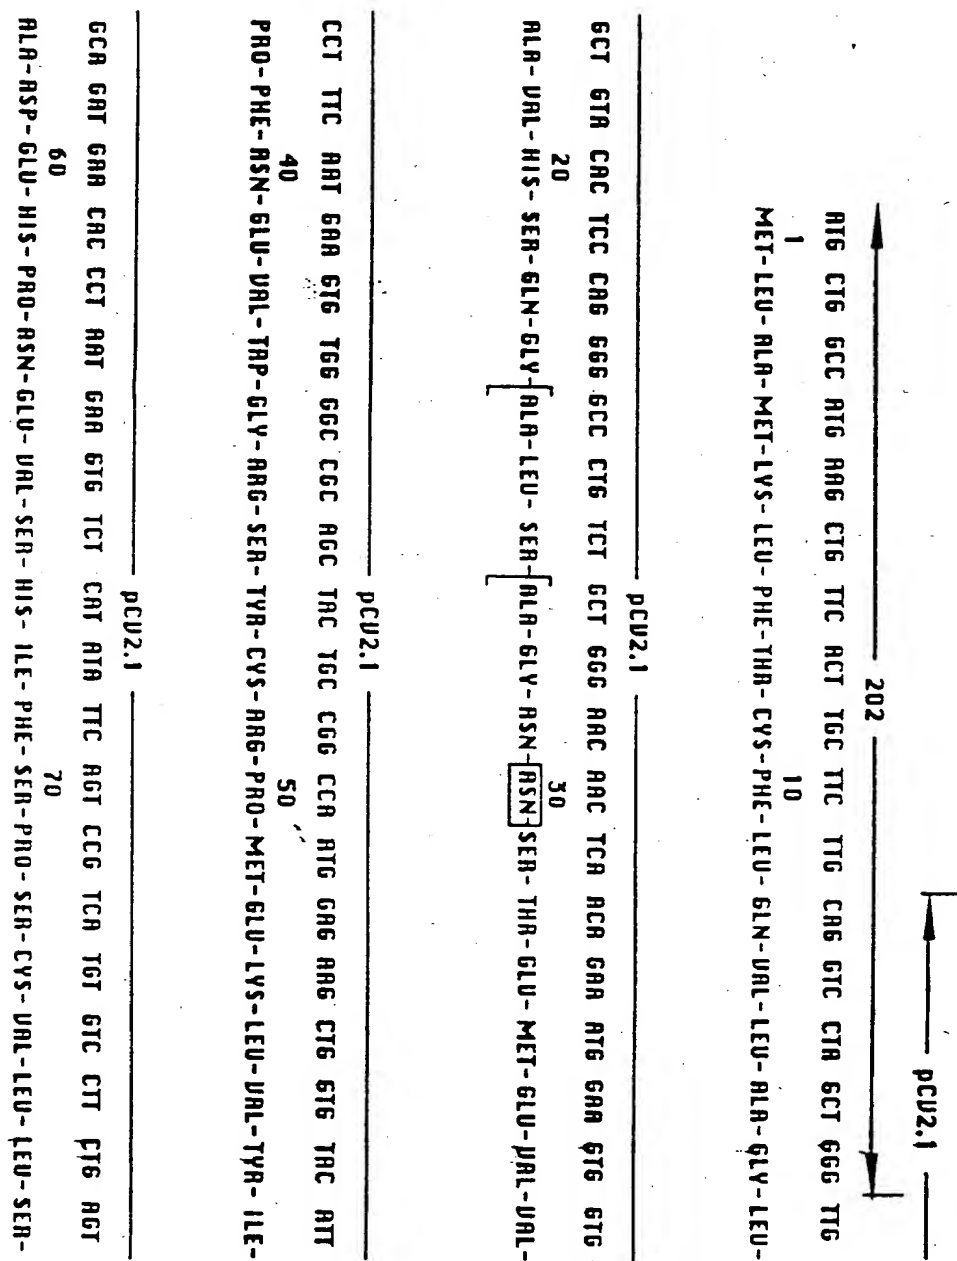 pCV2.1
202
ATG CTG GCC ATG AAG CTG TTC ACT TGC TTC TTG CAG GTC CTA GCT GGG TTG
1 10
MET-LEU-ALA-MET-LYS-LEU-PHE-THR-CYS-PHE-LEU-GLN-VAL-LEU-ALA-GLY-LEU-
pCV2.1
GCT GTA CAC TCC CAG GGG GCC CTG TCT GCT GGG AAC AAC TCA ACA GAA ATG GAA GTG GTG
20 30
ALA-VAL-HIS-SER-GLN-GLY-[ALA-LEU-SER-[ALA-GLY-ASN-ASN-SER-THR-GLU-MET-GLU-VAL-VAL-
pCV2.1
CCT TTC AAT GAA GTG TGG GGC CGC AGC TAC TGC CGG CCA ATG GAG AAG CTG GTG TAC ATT
40 50
PRO-PHE-ASN-GLU-VAL-TRP-GLY-ARG-SER-TYR-CYS-ARG-PRO-MET-GLU-LYS-LEU-VAL-TYR-ILE-
pCV2.1
GCA GAT GAA CAC CCT AAT GAA GTG TCT CAT ATA TTC AGT CCG TCA TGT GTC CTT CTG AGT
60 70
ALA-ASP-GLU-HIS-PRO-ASN-GLU-VAL-SER-HIS-ILE-PHE-SER-PRO-SER-CYS-VAL-LEU-LEU-SER-